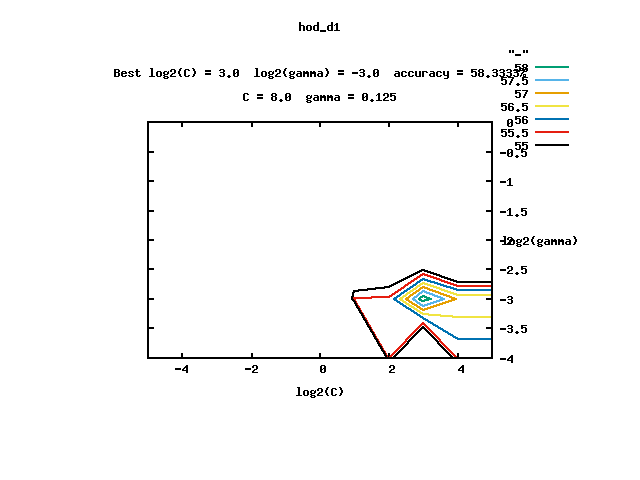 hod_d1
"-"
Best log2(C) = 3.0  log2(gamma) = -3.0  accuracy = 58.3333%
C = 8.0  gamma = 0.125
58
57.5
57
56.5
56
55.5
55
0
-0.5
-1
-1.5
-2
log2(gamma)
-2.5
-3
-3.5
-4
-4 -2 0 2 4
log2(C)